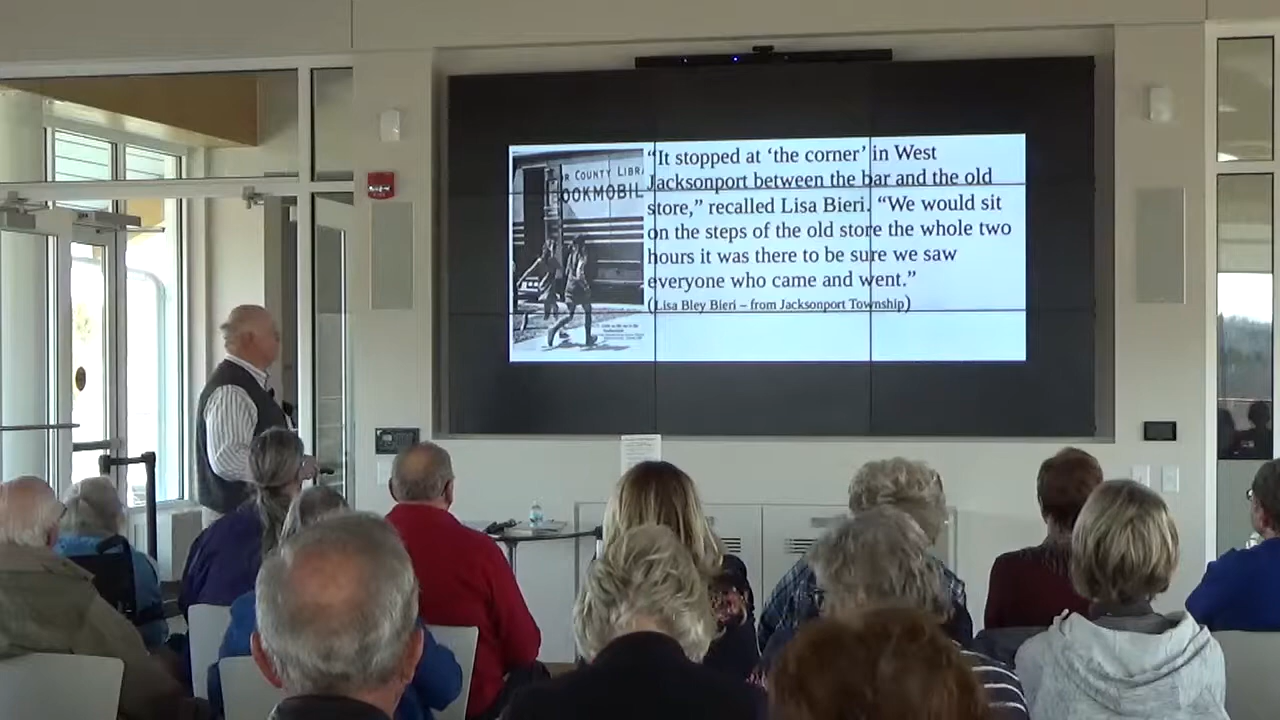 OR COUNTY LIBR
OOKMOBIL
“It stopped at ‘the corner’ in West
Jacksonport between the bar and the old
store,” recalled Lisa Bieri. “We would sit
on the steps of the old store the whole two
hours it was there to be sure we saw
everyone who came and went.”
(Lisa Bley Bieri – from Jacksonport Township)